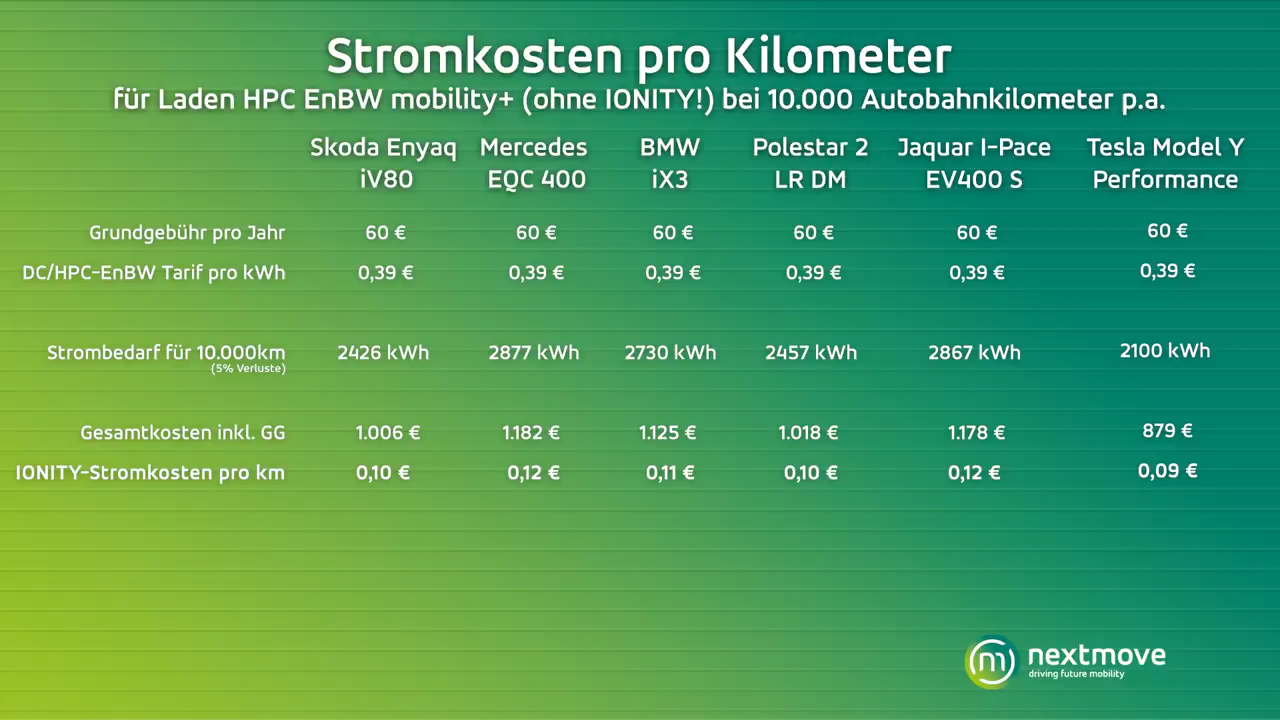 Stromkosten pro Kilometer
für Laden HPC EnBW mobility+ (ohne IONITY!) bei 10.000 Autobahnkilometer p.a.
Skoda Enyaq iV80 Mercedes EQC 400 BMW iX3 Polestar 2 LR DM Jaquar I-Pace EV400 S Tesla Model Y Performance
Grundgebühr pro Jahr 60 € 60 € 60 € 60 € 60 € 60 €
DC/HPC-EnBW Tarif pro kWh 0,39 € 0,39 € 0,39 € 0,39 € 0,39 € 0,39 €
Strombedarf für 10.000km 2426 kWh 2877 kWh 2730 kWh 2457 kWh 2867 kWh 2100 kWh
(5% Verluste)
Gesamtkosten inkl. GG 1.006 € 1.182 € 1.125 € 1.018 € 1.178 € 879 €
IONITY-Stromkosten pro km 0,10 € 0,12 € 0,11 € 0,10 € 0,12 € 0,09 €
nextmove
driving future mobility